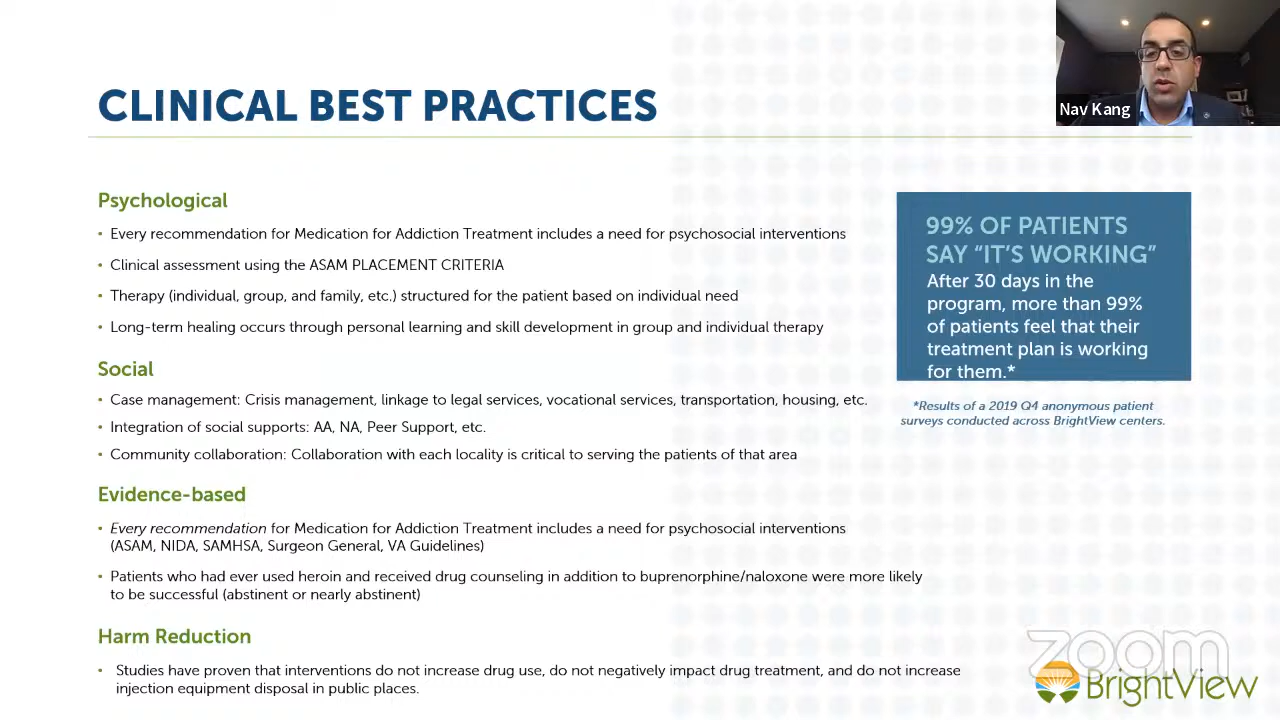 CLINICAL BEST PRACTICES
Nav Kang
Psychological
• Every recommendation for Medication for Addiction Treatment includes a need for psychosocial interventions
• Clinical assessment using the ASAM PLACEMENT CRITERIA
• Therapy (individual, group, and family, etc.) structured for the patient based on individual need
• Long-term healing occurs through personal learning and skill development in group and individual therapy
Social
• Case management: Crisis management, linkage to legal services, vocational services, transportation, housing, etc.
• Integration of social supports: AA, NA, Peer Support, etc.
• Community collaboration: Collaboration with each locality is critical to serving the patients of that area
Evidence-based
• Every recommendation for Medication for Addiction Treatment includes a need for psychosocial interventions
(ASAM, NIDA, SAMHSA, Surgeon General, VA Guidelines)
• Patients who had ever used heroin and received drug counseling in addition to buprenorphine/naloxone were more likely
to be successful (abstinent or nearly abstinent)
Harm Reduction
• Studies have proven that interventions do not increase drug use, do not negatively impact drug treatment, and do not increase
injection equipment disposal in public places.
99% OF PATIENTS
SAY “IT’S WORKING”
After 30 days in the
program, more than 99%
of patients feel that their
treatment plan is working
for them.*
*Results of a 2019 Q4 anonymous patient
surveys conducted across BrightView centers.
zoom
BrightView